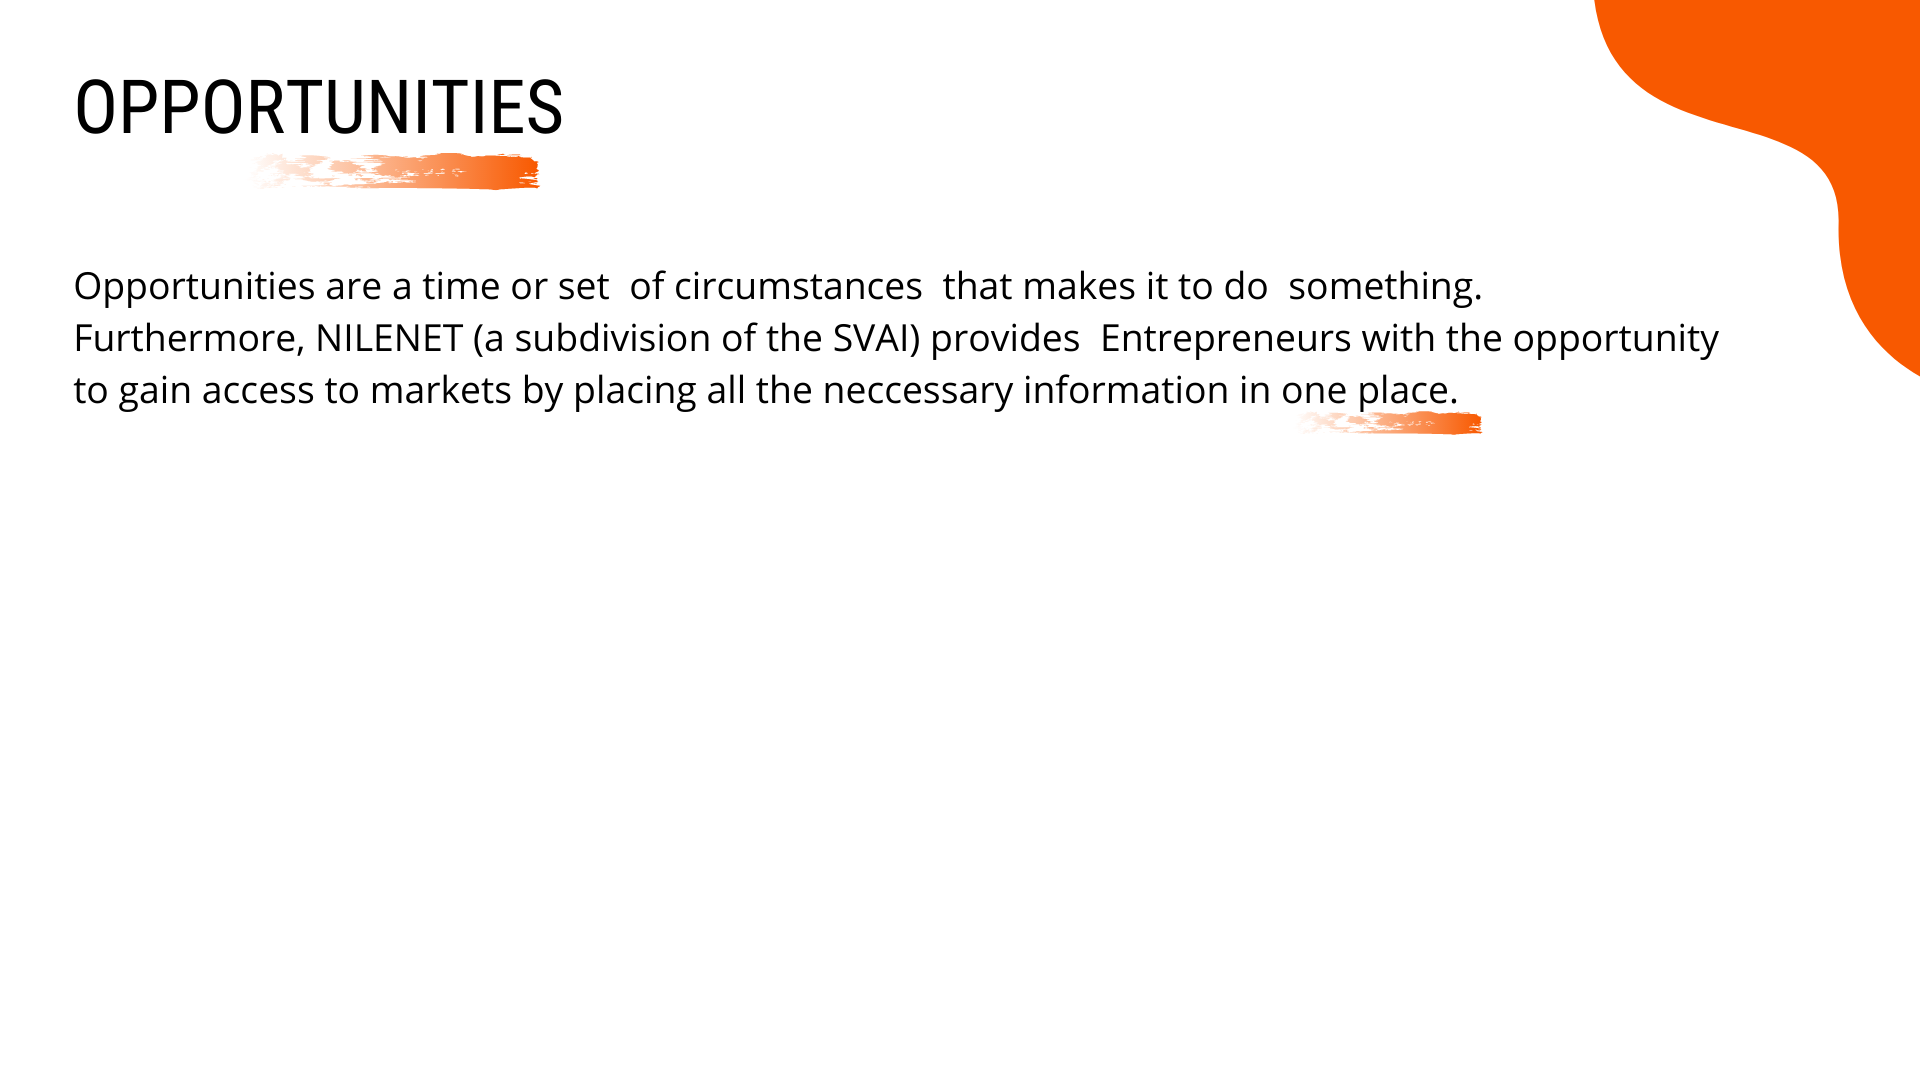 OPPORTUNITIES
Opportunities are a time or set  of circumstances  that makes it to do  something.
Furthermore, NILENET (a subdivision of the SVAI) provides  Entrepreneurs with the opportunity
to gain access to markets by placing all the neccessary information in one place.